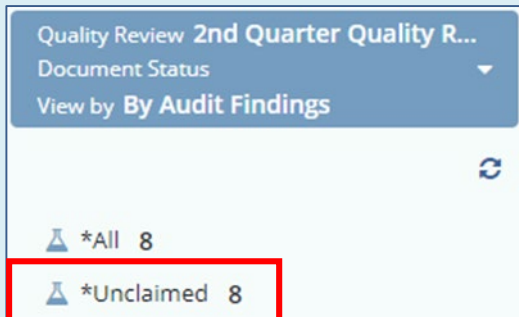 Quality Review 2nd Quarter Quality R...
Document Status
View by By Audit Findings
*All 8
*Unclaimed 8